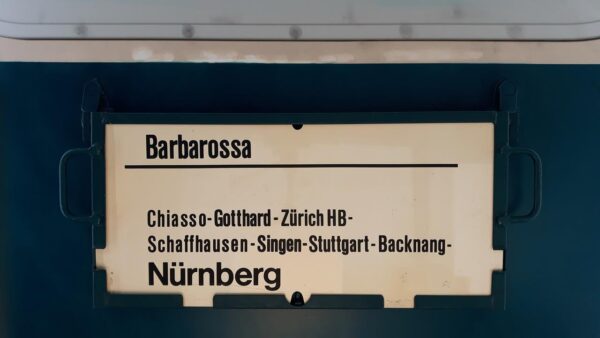 Barbarossa
Chiasso-Gotthard-Zürich HB-
Schaffhausen-Singen-Stuttgart-Backnang-
Nürnberg